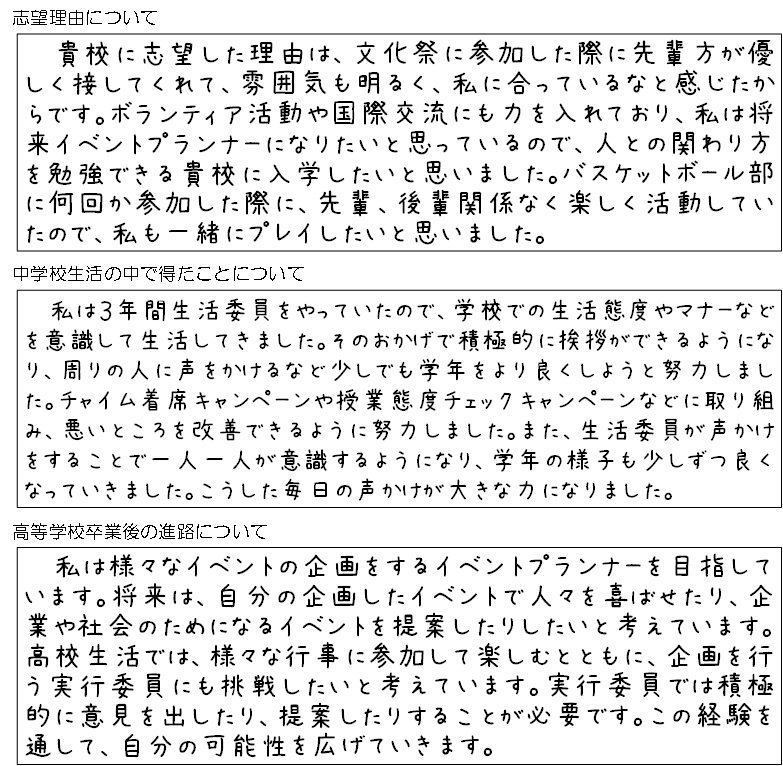 志望理由について
貴校に志望した理由は、文化祭に参加した際に先輩方が優
しく接してくれて、雰囲気も明るく、私に合っているなと感じたか
らです。ボランティア活動や国際交流にも力を入れており、私は将
来イベントプランナーになりたいと思っているので、人との関わり方
を勉強できる貴校に入学したいと思いました。バスケットボール部
に何回か参加した際に、先輩、後輩関係なく楽しく活動してい
たので、私も一緒にプレイしたいと思いました。
中学校生活の中で得たことについて
私は3年間生活委員をやっていたので、学校での生活態度やマナーなど
を意識して生活してきました。そのおかげで積極的に挨拶ができるようにな
り、周りの人に声をかけるなど少しでも学年をより良くしようと努力しまし
た。チャイム着席キャンペーンや授業態度チェックキャンペーンなどに取り組
み、悪いところを改善できるように努力しました。また、生活委員が声かけ
をすることで一人一人が意識するようになり、学年の様子も少しずつ良く
なっていきました。こうした毎日の声かけが大きな力になりました。
高等学校卒業後の進路について
私は様々なイベントの企画をするイベントプランナーを目指して
います。将来は、自分の企画したイベントで人々を喜ばせたり、企
業や社会のためになるイベントを提案したりしたいと考えています。
高校生活では、様々な行事に参加して楽しむとともに、企画を行
う実行委員にも挑戦したいと考えています。実行委員では積極
的に意見を出したり、提案したりすることが必要です。この経験を
通して、自分の可能性を広げていきます。